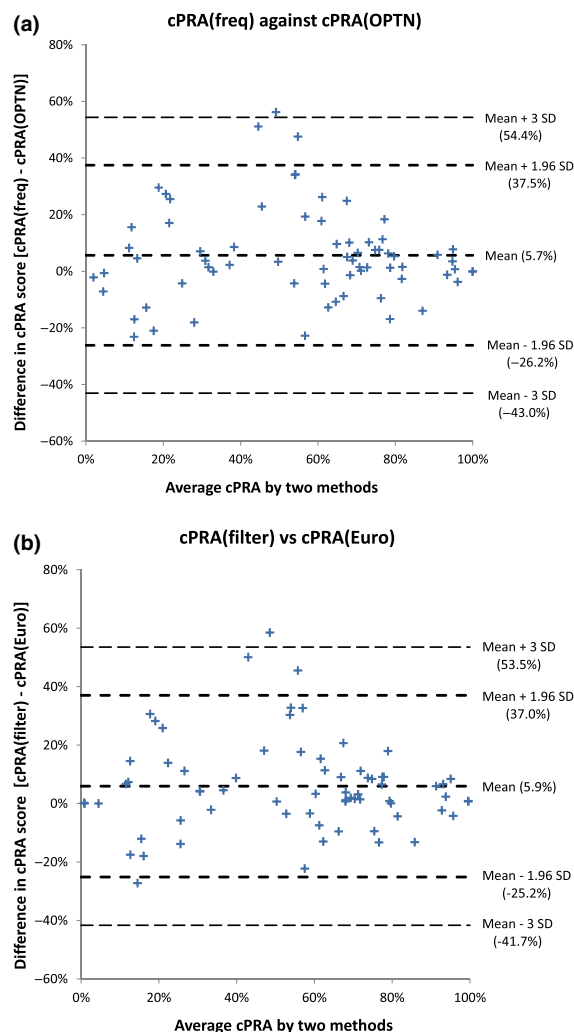 (a)
cPRA(freq) against cPRA(OPTN)
Difference in cPRA score [cPRA(freq) - cPRA(OPTN)]
80%
60%
40%
20%
0%
−20%
−40%
−60%
Mean + 3 SD
(54.4%)
Mean + 1.96 SD
(37.5%)
Mean (5.7%)
Mean - 1.96 SD
(−26.2%)
Mean - 3 SD
(−43.0%)
0% 20% 40% 60% 80% 100%
Average cPRA by two methods
(b)
cPRA(filter) vs cPRA(Euro)
Difference in cPRA score [cPRA(filter) - cPRA(Euro)]
80%
60%
40%
20%
0%
−20%
−40%
−60%
Mean + 3 SD
(53.5%)
Mean + 1.96 SD
(37.0%)
Mean (5.9%)
Mean - 1.96 SD
(-25.2%)
Mean - 3 SD
(-41.7%)
0% 20% 40% 60% 80% 100%
Average cPRA by two methods